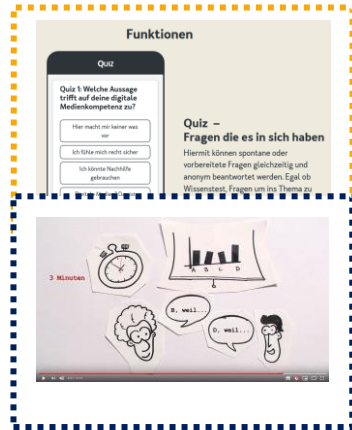 Funktionen
Quiz
Quiz 1: Welche Aussage
trifft auf deine digitale
Medienkompetenz zu?
Hier macht mir keiner was
vor
Ich fühle mich recht sicher
Ich könnte Nachhilfe
gebrauchen
Quiz –
Fragen die es in sich haben
Hiermit können spontane oder
vorbereitete Fragen gleichzeitig und
anonym beantwortet werden. Egal ob
Wissenstest, Fragen um ins Thema zu
3 Minuten
A B C D
B, weil...
D, weil...